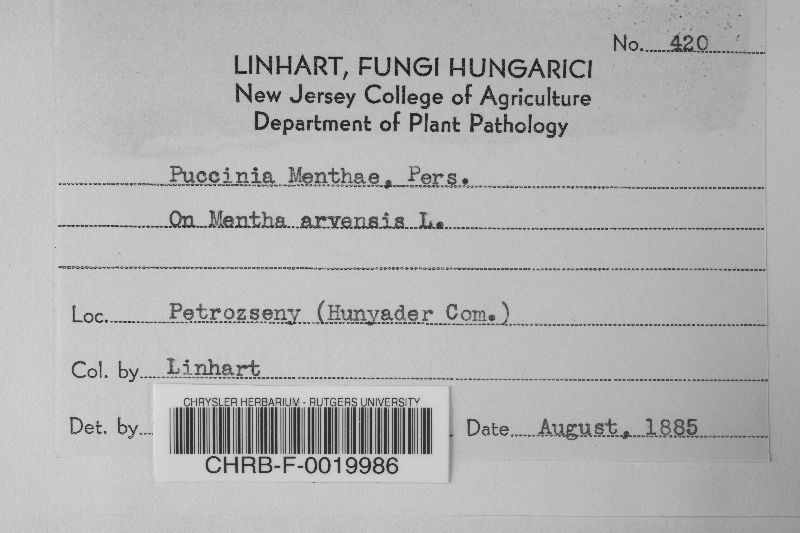 No. 420
LINHART, FUNGI HUNGARICI
New Jersey College of Agriculture
Department of Plant Pathology
Puccinia Menthae, Pers.
On Mentha arvensis L.
Loc. Petrozseny (Hunyader Com.)
Col. by Linhart
Det. by Date August, 1885
CHRYSLER HERBARIUM - RUTGERS UNIVERSITY
CHRB-F-0019986